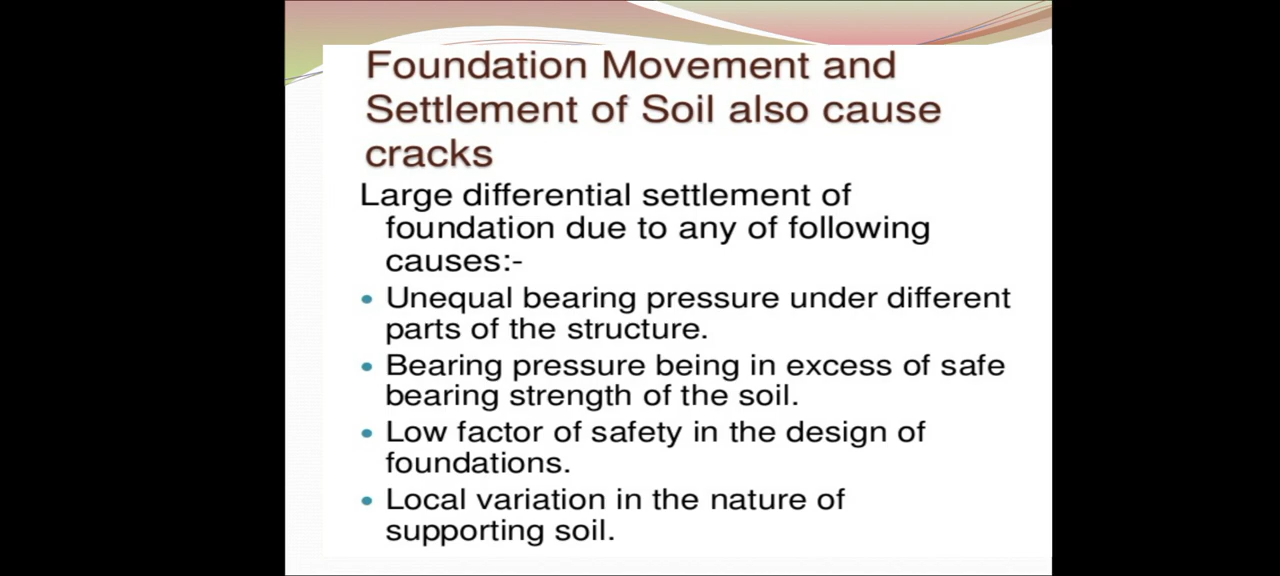 Foundation Movement and
Settlement of Soil also cause
cracks
Large differential settlement of
foundation due to any of following
causes:-
• Unequal bearing pressure under different
parts of the structure.
• Bearing pressure being in excess of safe
bearing strength of the soil.
• Low factor of safety in the design of
foundations.
• Local variation in the nature of
supporting soil.